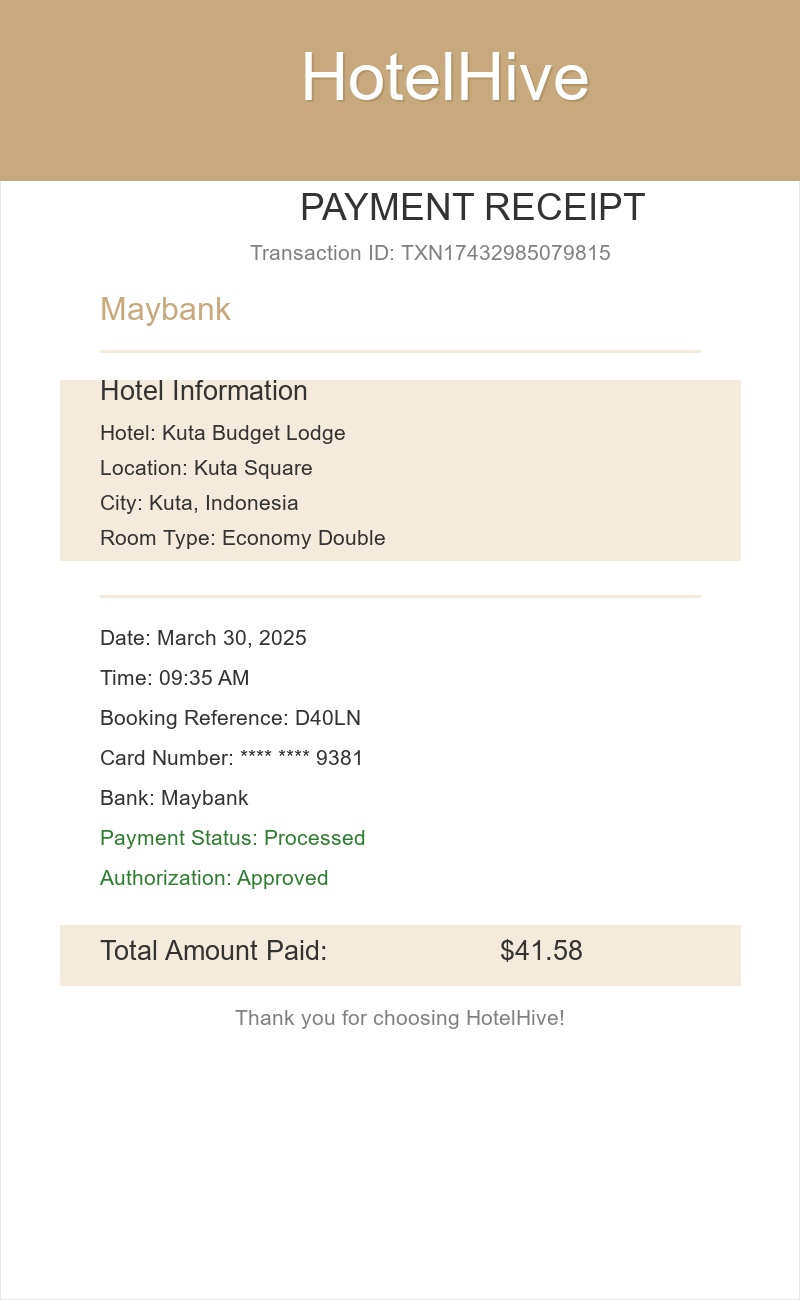 HotelHive
PAYMENT RECEIPT
Transaction ID: TXN17432985079815
Maybank
Hotel Information
Hotel: Kuta Budget Lodge
Location: Kuta Square
City: Kuta, Indonesia
Room Type: Economy Double
Date: March 30, 2025
Time: 09:35 AM
Booking Reference: D40LN
Card Number: **** **** 9381
Bank: Maybank
Payment Status: Processed
Authorization: Approved
Total Amount Paid: $41.58
Thank you for choosing HotelHive!